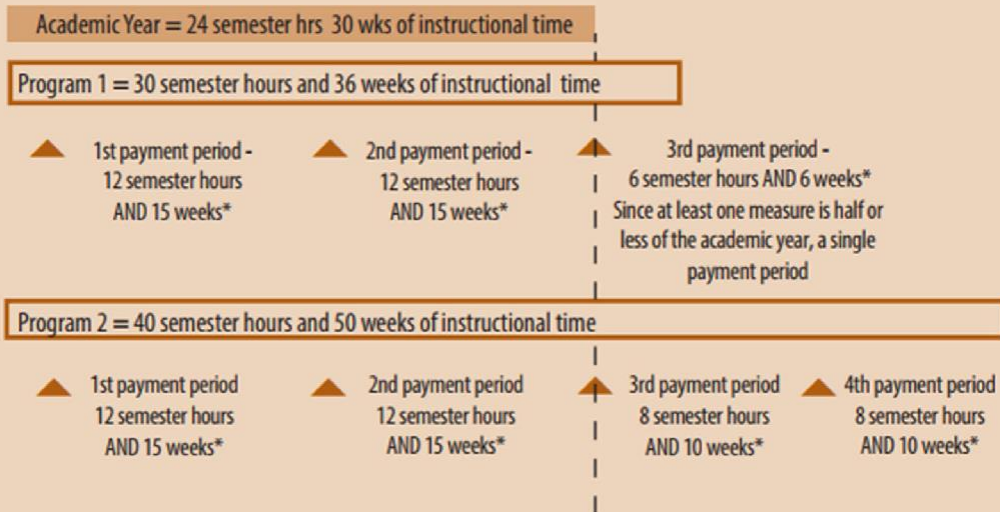 Academic Year = 24 semester hrs 30 wks of instructional time
Program 1 = 30 semester hours and 36 weeks of instructional time
1st payment period -
12 semester hours
AND 15 weeks*
2nd payment period -
12 semester hours
AND 15 weeks*
3rd payment period -
6 semester hours AND 6 weeks*
Since at least one measure is half or
less of the academic year, a single
payment period
Program 2 = 40 semester hours and 50 weeks of instructional time
1st payment period
12 semester hours
AND 15 weeks*
2nd payment period
12 semester hours
AND 15 weeks*
3rd payment period
8 semester hours
AND 10 weeks*
4th payment period
8 semester hours
AND 10 weeks*